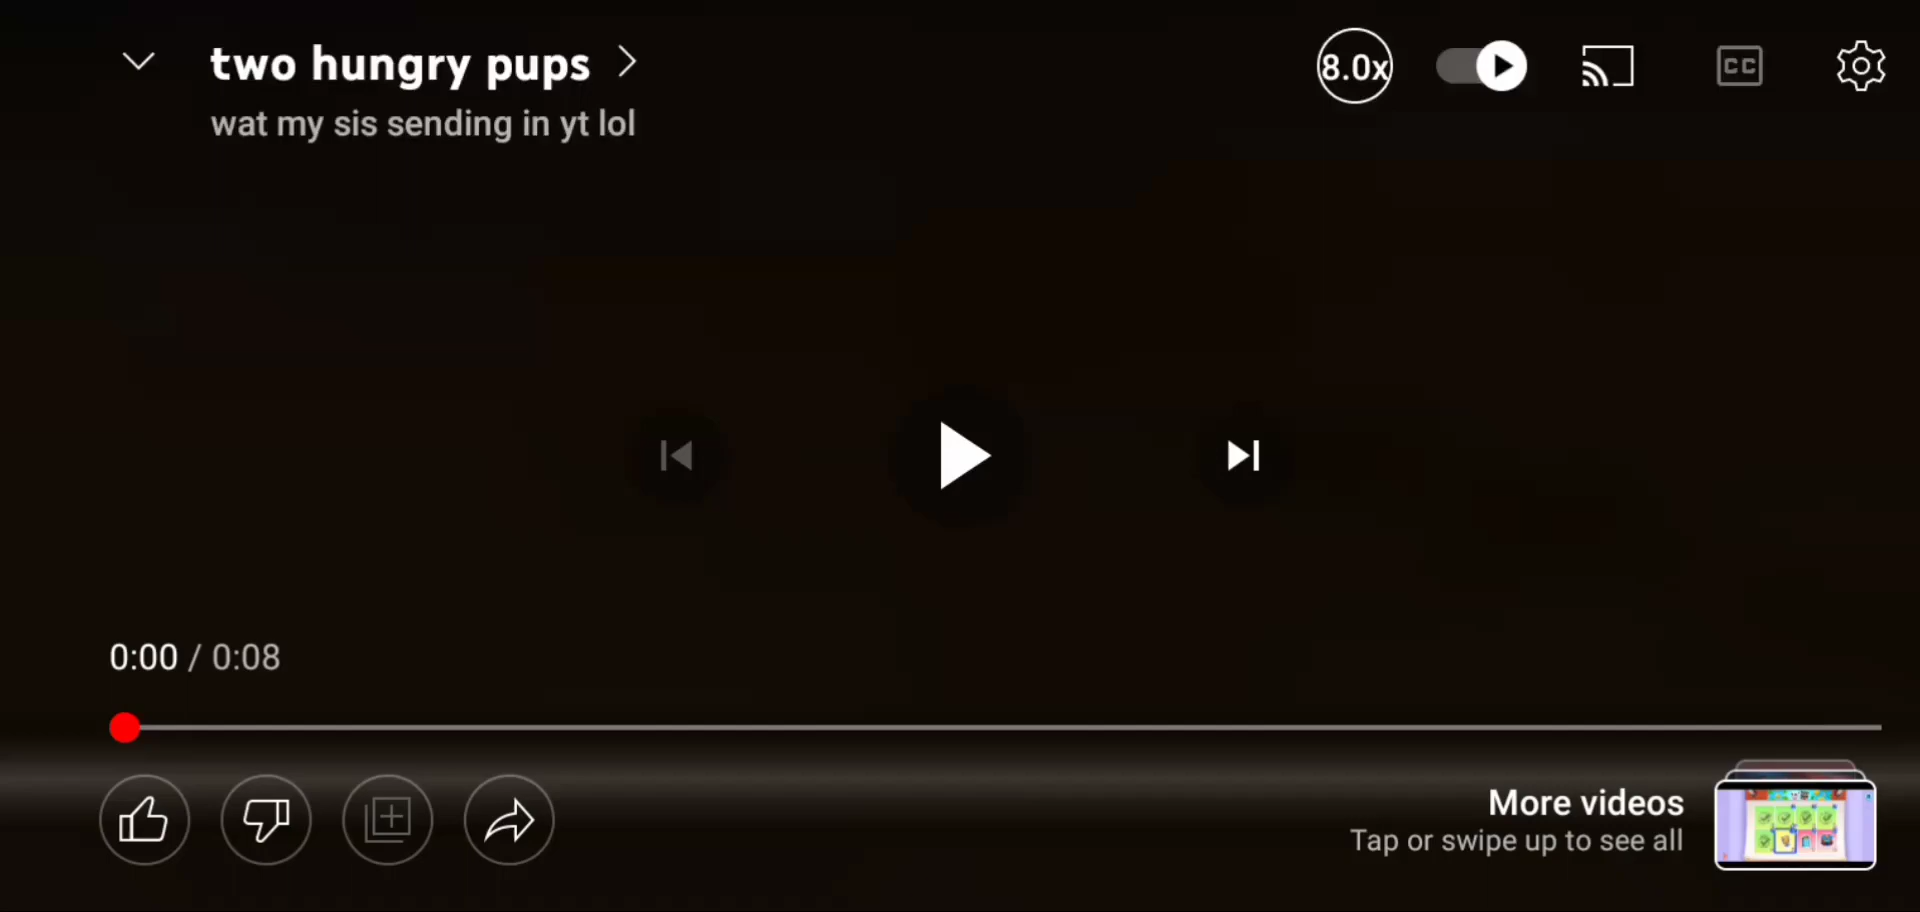 two hungry pups
wat my sis sending in yt lol
8.0x
CC
0:00 / 0:08
More videos
Tap or swipe up to see all